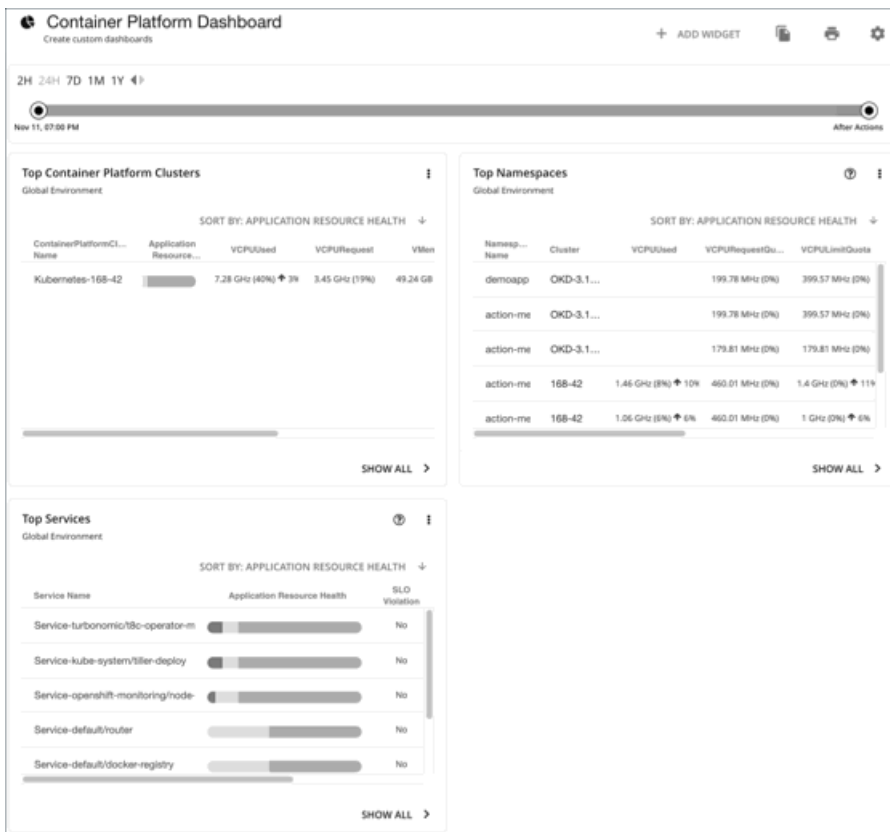 Container Platform Dashboard
Create custom dashboards
+ ADD WIDGET
2H 24H 7D 1M 1Y
Nov 11, 07:00 PM
After Actions
Top Container Platform Clusters
Global Environment
SORT BY: APPLICATION RESOURCE HEALTH ↓
ContainerPlatformCl... Name Application Resource... VCPUUsed VCPURequest VMem
Kubernetes-168-42 7.28 GHz (40%) ↑ 3% 3.45 GHz (19%) 49.24 GB
SHOW ALL >
Top Namespaces
Global Environment
SORT BY: APPLICATION RESOURCE HEALTH ↓
Namesp... Name Cluster VCPUUsed VCPURequestQu... VCPULimitQuota
demoapp OKD-3.1... 199.78 MHz (0%) 399.57 MHz (0%)
action-me OKD-3.1... 199.78 MHz (0%) 399.57 MHz (0%)
action-me OKD-3.1... 179.81 MHz (0%) 179.81 MHz (0%)
action-me 168-42 1.46 GHz (8%) ↑ 10% 460.01 MHz (0%) 1.4 GHz (0%) ↑ 11%
action-me 168-42 1.06 GHz (6%) ↑ 6% 460.01 MHz (0%) 1 GHz (0%) ↑ 6%
SHOW ALL >
Top Services
Global Environment
SORT BY: APPLICATION RESOURCE HEALTH ↓
Service Name Application Resource Health SLO Violation
Service-turbonomic/t8c-operator-m No
Service-kube-system/tiller-deploy No
Service-openshift-monitoring/node- No
Service-default/router No
Service-default/docker-registry No
SHOW ALL >